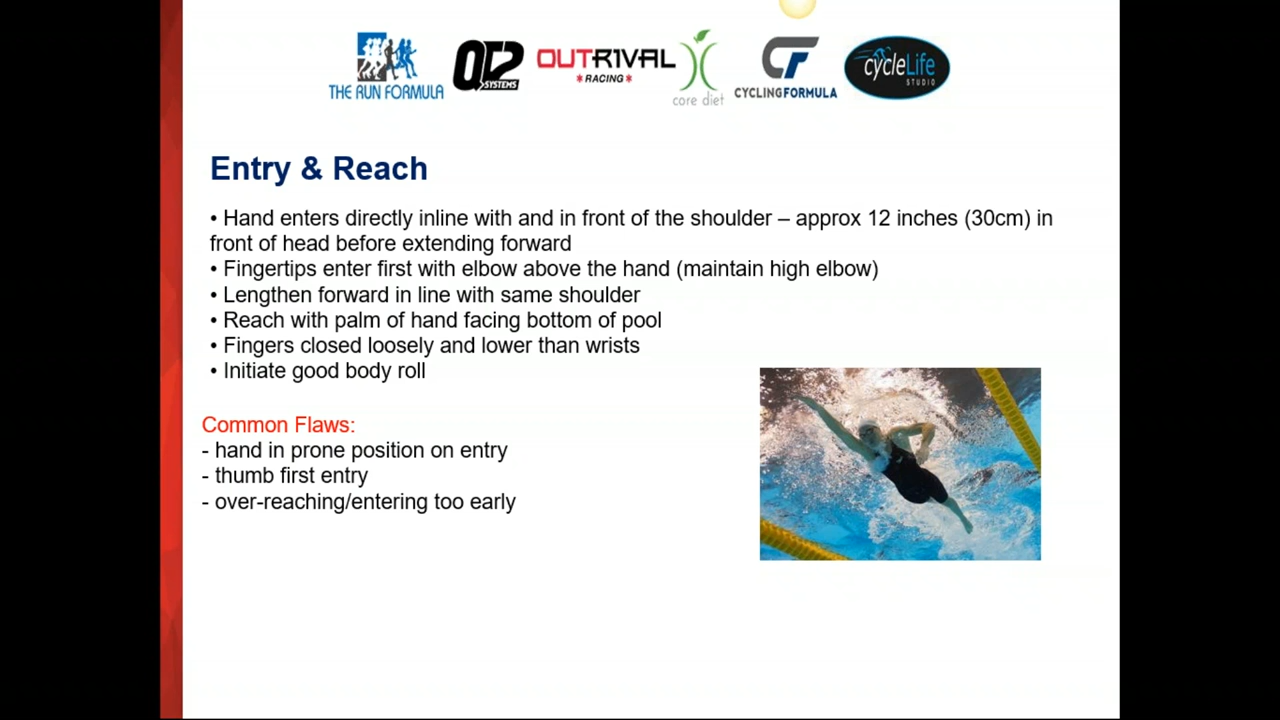 THE RUN FORMULA
QT2 SYSTEMS
OUTRIVAL RACING
core diet
CYCLINGFORMULA
cycleLife STUDIO
Entry & Reach
• Hand enters directly inline with and in front of the shoulder – approx 12 inches (30cm) in
front of head before extending forward
• Fingertips enter first with elbow above the hand (maintain high elbow)
• Lengthen forward in line with same shoulder
• Reach with palm of hand facing bottom of pool
• Fingers closed loosely and lower than wrists
• Initiate good body roll
Common Flaws:
- hand in prone position on entry
- thumb first entry
- over-reaching/entering too early